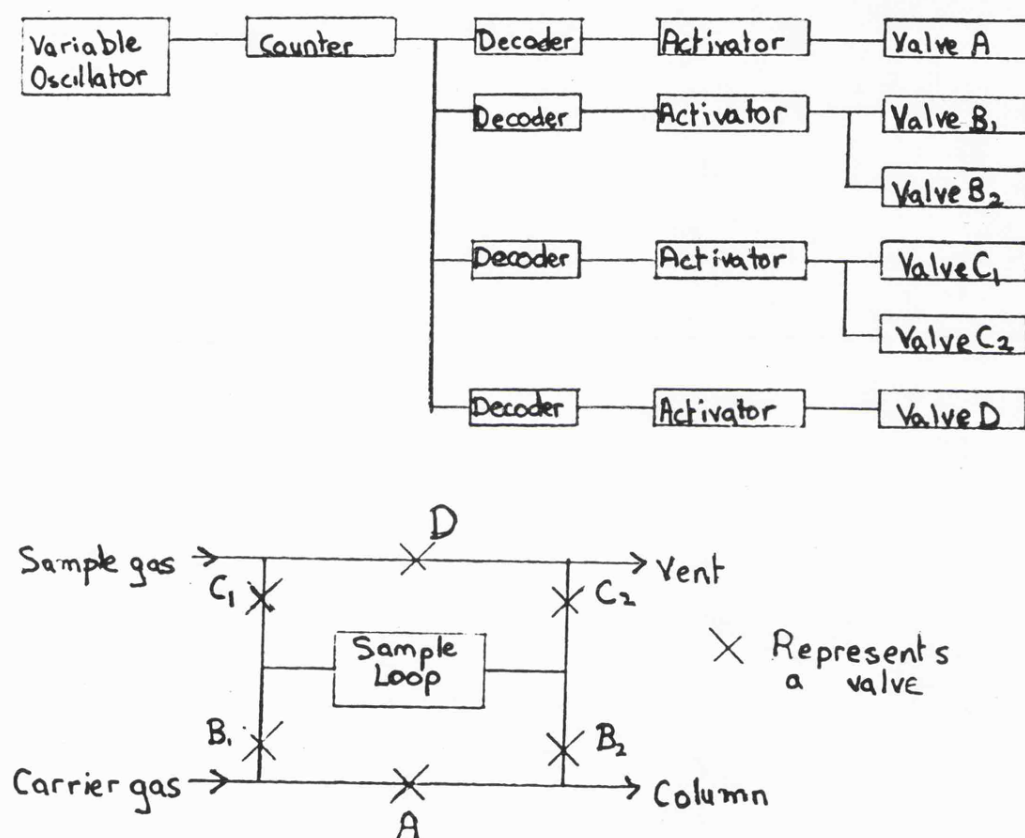 Variable
Oscillator
Counter
Decoder
Activator
Valve A
Decoder
Activator
Valve B₁
Valve B₂
Decoder
Activator
Valve C₁
Valve C₂
Decoder
Activator
Valve D
D
Sample gas
Vent
C₁
C₂
Sample
Loop
Represents
a valve
B₁
B₂
Carrier gas
Column
A